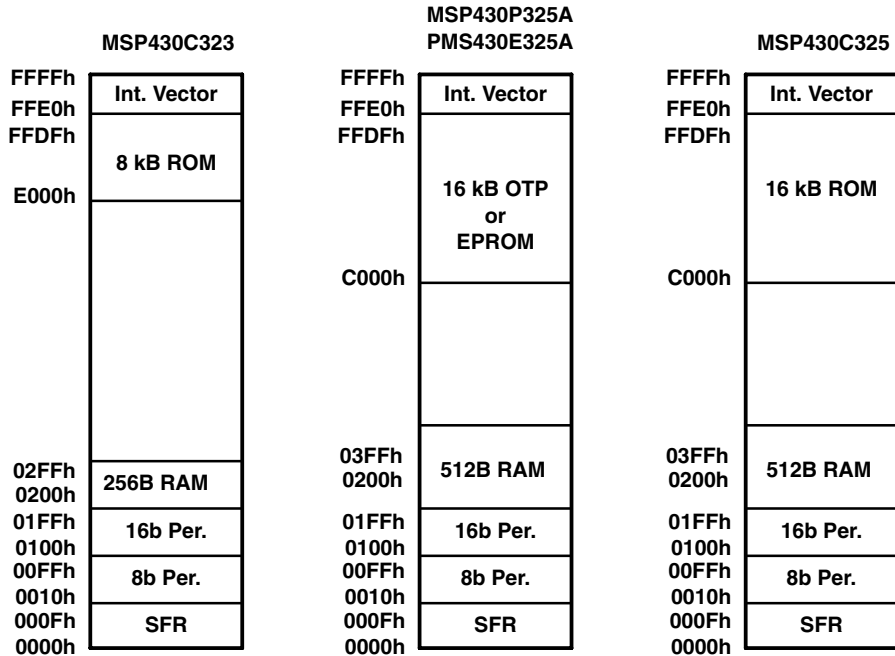 MSP430C323
FFFFh
FFE0h
FFDFh
E000h
02FFh
0200h
01FFh
0100h
00FFh
0010h
000Fh
0000h
Int. Vector
8 kB ROM
256B RAM
16b Per.
8b Per.
SFR
MSP430P325A
PMS430E325A
FFFFh
FFE0h
FFDFh
C000h
03FFh
0200h
01FFh
0100h
00FFh
0010h
000Fh
0000h
Int. Vector
16 kB OTP
or
EPROM
512B RAM
16b Per.
8b Per.
SFR
MSP430C325
FFFFh
FFE0h
FFDFh
C000h
03FFh
0200h
01FFh
0100h
00FFh
0010h
000Fh
0000h
Int. Vector
16 kB ROM
512B RAM
16b Per.
8b Per.
SFR